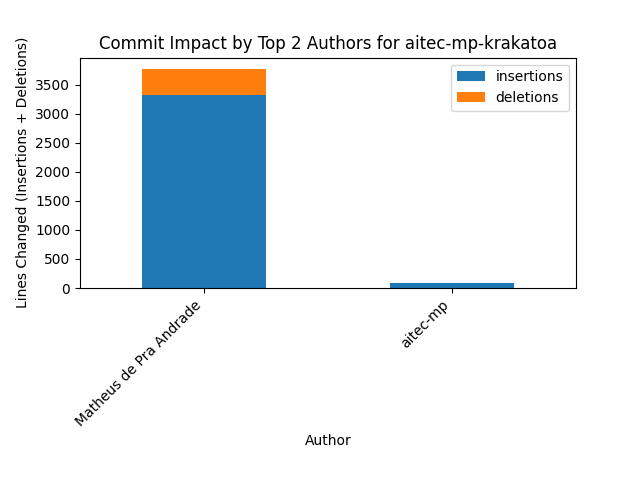 Commit Impact by Top 2 Authors for aitec-mp-krakatoa
Lines Changed (Insertions + Deletions)
3500
3000
2500
2000
1500
1000
500
0
insertions
deletions
Matheus de Pra Andrade
aitec-mp
Author